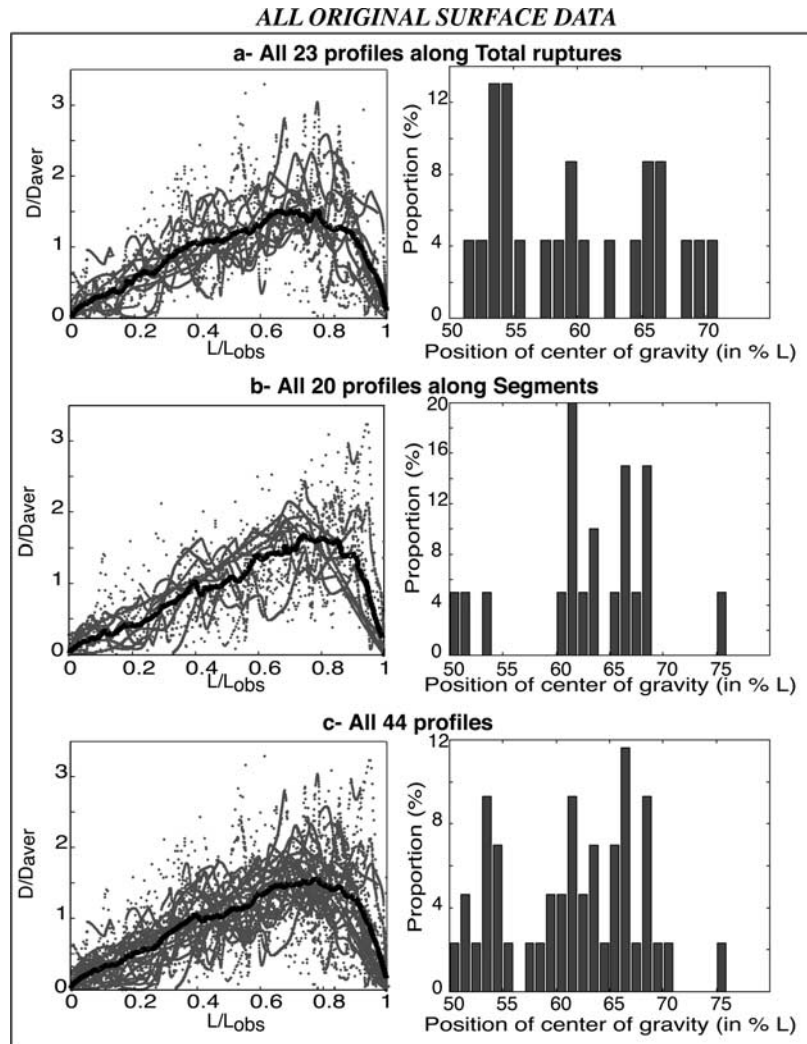 ALL ORIGINAL SURFACE DATA
a- All 23 profiles along Total ruptures
D/Daver
3
2
1
0
0 0.2 0.4 0.6 0.8 1
L/Lobs
Proportion (%)
12
8
4
0
50 55 60 65 70
Position of center of gravity (in % L)
b- All 20 profiles along Segments
D/Daver
3
2
1
0
0 0.2 0.4 0.6 0.8 1
L/Lobs
Proportion (%)
20
16
12
8
4
0
50 55 60 65 70 75
Position of center of gravity (in % L)
c- All 44 profiles
D/Daver
3
2
1
0
0 0.2 0.4 0.6 0.8 1
L/Lobs
Proportion (%)
12
8
4
0
50 55 60 65 70 75
Position of center of gravity (in % L)